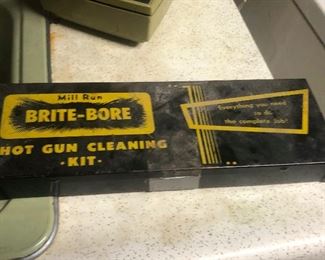 Mill Run
BRITE-BORE
HOT GUN CLEANING
·KIT·
Everything you need
to do
the complete Job!